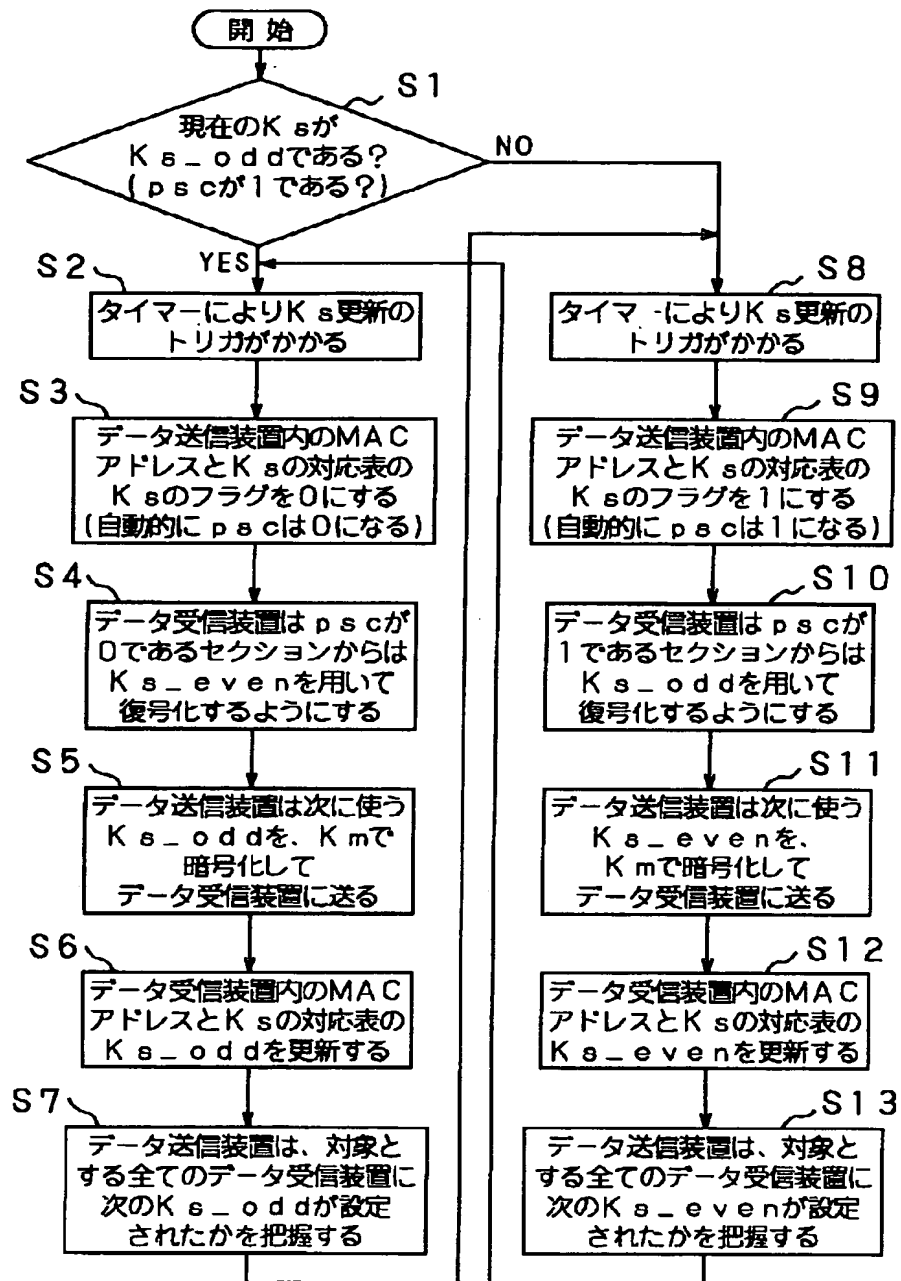 開始
S1
現在のKsが
Ks_oddである?
(pscが1である?)
NO
YES
S2
タイマーによりKs更新の
トリガがかかる
S3
データ送信装置内のMAC
アドレスとKsの対応表の
Ksのフラグを0にする
(自動的にpscは0になる)
S4
データ受信装置はpscが
0であるセクションからは
Ks_evenを用いて
復号化するようにする
S5
データ送信装置は次に使う
Ks_oddを、Kmで
暗号化して
データ受信装置に送る
S6
データ受信装置内のMAC
アドレスとKsの対応表の
Ks_oddを更新する
S7
データ送信装置は、対象と
する全てのデータ受信装置に
次のKs_oddが設定
されたかを把握する
S8
タイマーによりKs更新の
トリガがかかる
S9
データ送信装置内のMAC
アドレスとKsの対応表の
Ksのフラグを1にする
(自動的にpscは1になる)
S10
データ受信装置はpscが
1であるセクションからは
Ks_oddを用いて
復号化するようにする
S11
データ送信装置は次に使う
Ks_evenを、
Kmで暗号化して
データ受信装置に送る
S12
データ受信装置内のMAC
アドレスとKsの対応表の
Ks_evenを更新する
S13
データ送信装置は、対象と
する全てのデータ受信装置に
次のKs_evenが設定
されたかを把握する